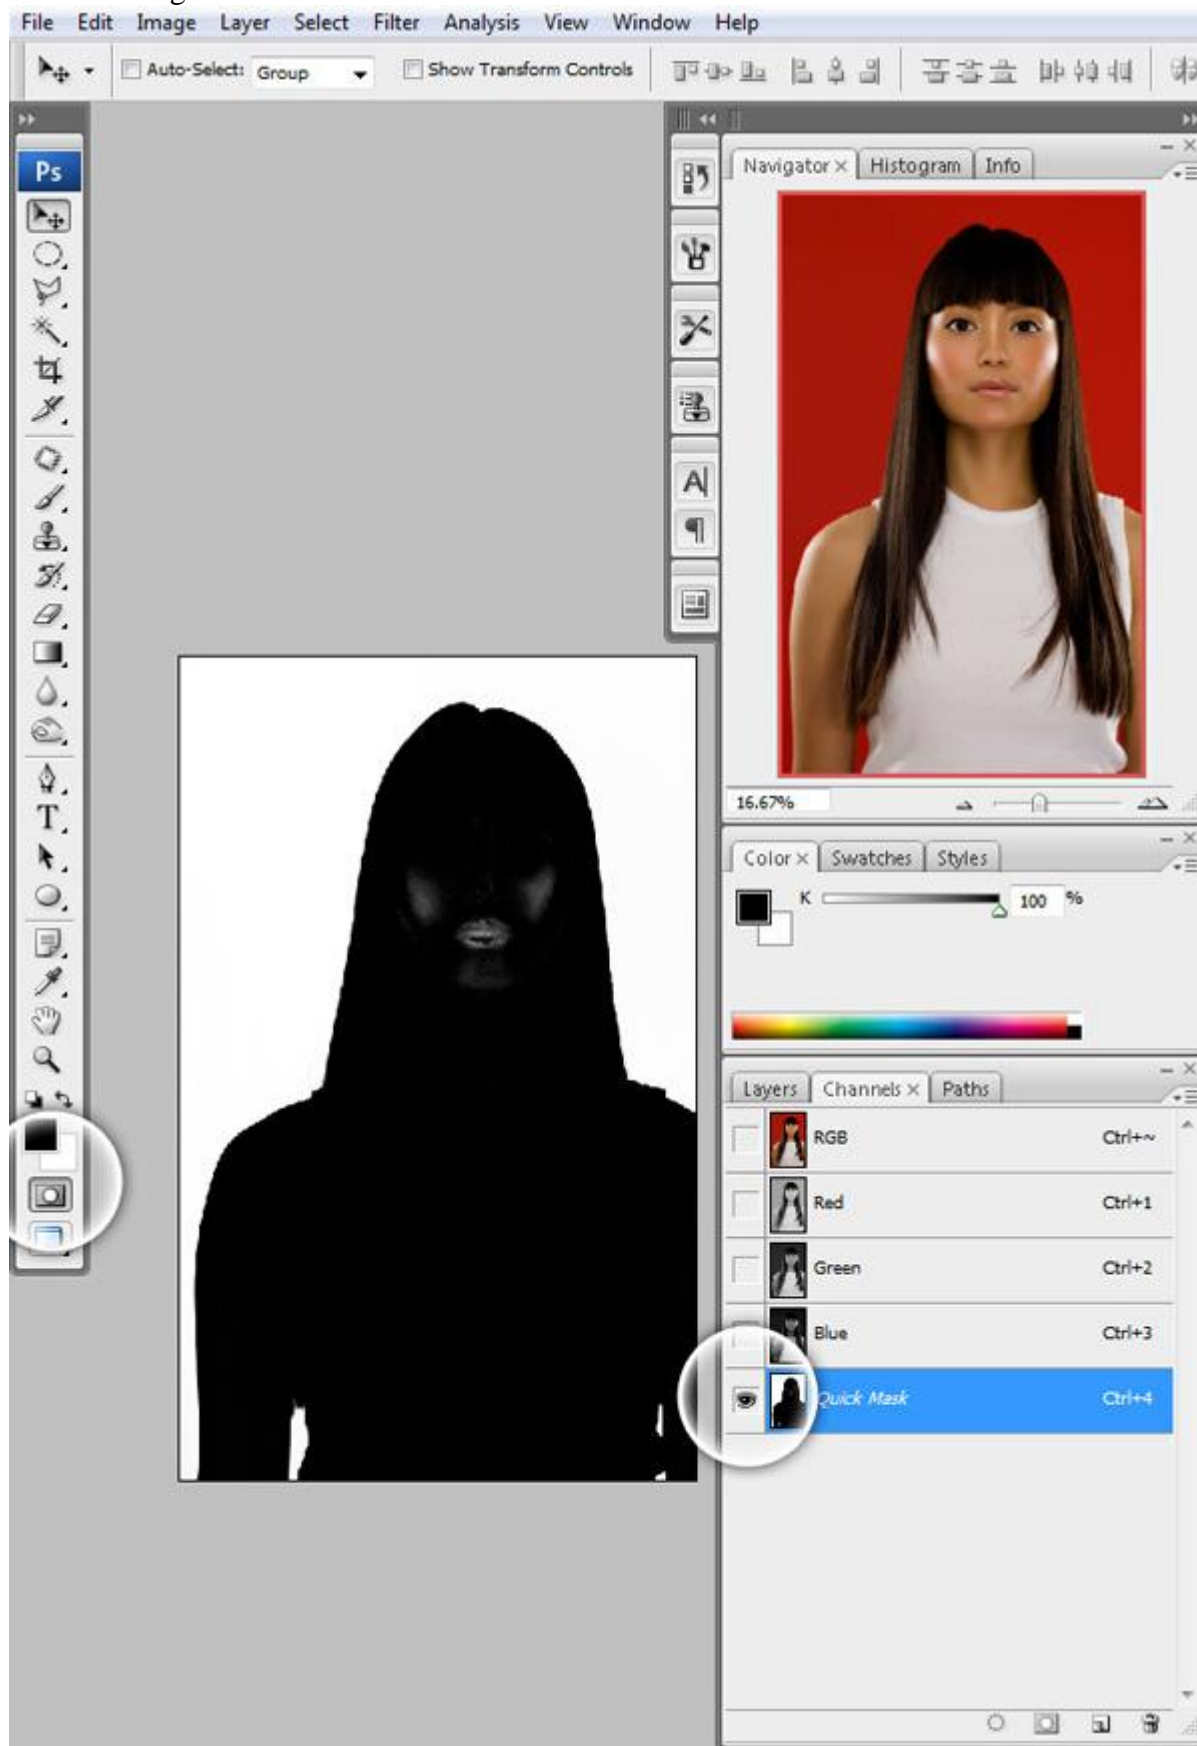 File Edit Image Layer Select Filter Analysis View Window Help
Auto-Select: Group Show Transform Controls
Ps
Navigator × Histogram Info
A
T
16.67%
Color × Swatches Styles
K 100 %
Layers Channels × Paths
RGB Ctrl+~
Red Ctrl+1
Green Ctrl+2
Blue Ctrl+3
Quick Mask Ctrl+4